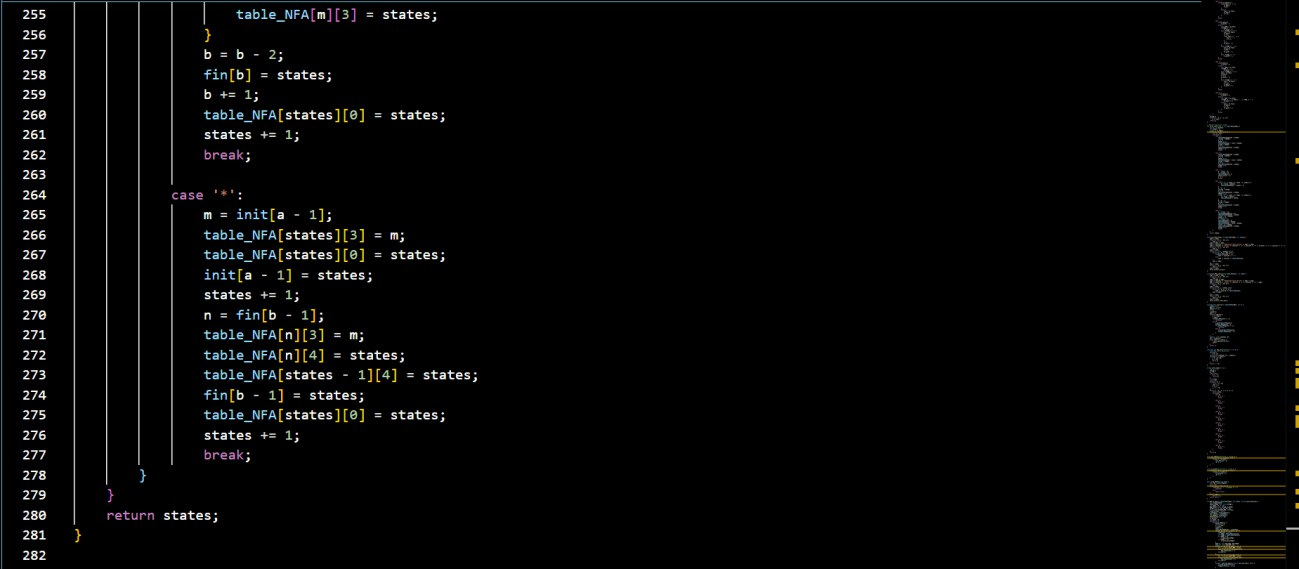 255 table_NFA[m][3] = states;
256 }
257 b = b - 2;
258 fin[b] = states;
259 b += 1;
260 table_NFA[states][0] = states;
261 states += 1;
262 break;
263
264 case '*':
265 m = init[a - 1];
266 table_NFA[states][3] = m;
267 table_NFA[states][0] = states;
268 init[a - 1] = states;
269 states += 1;
270 n = fin[b - 1];
271 table_NFA[n][3] = m;
272 table_NFA[n][4] = states;
273 table_NFA[states - 1][4] = states;
274 fin[b - 1] = states;
275 table_NFA[states][0] = states;
276 states += 1;
277 break;
278 }
279 }
280 return states;
281 }
282